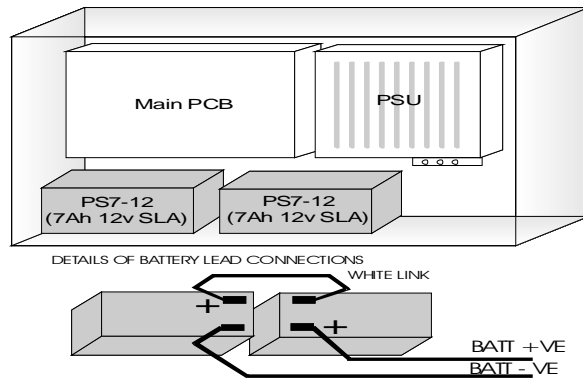 Main PCB
PSU
PS7-12
(7Ah 12v SLA)
PS7-12
(7Ah 12v SLA)
DETAILS OF BATTERY LEAD CONNECTIONS
WHITE LINK
+
+
BATT +VE
BATT - VE